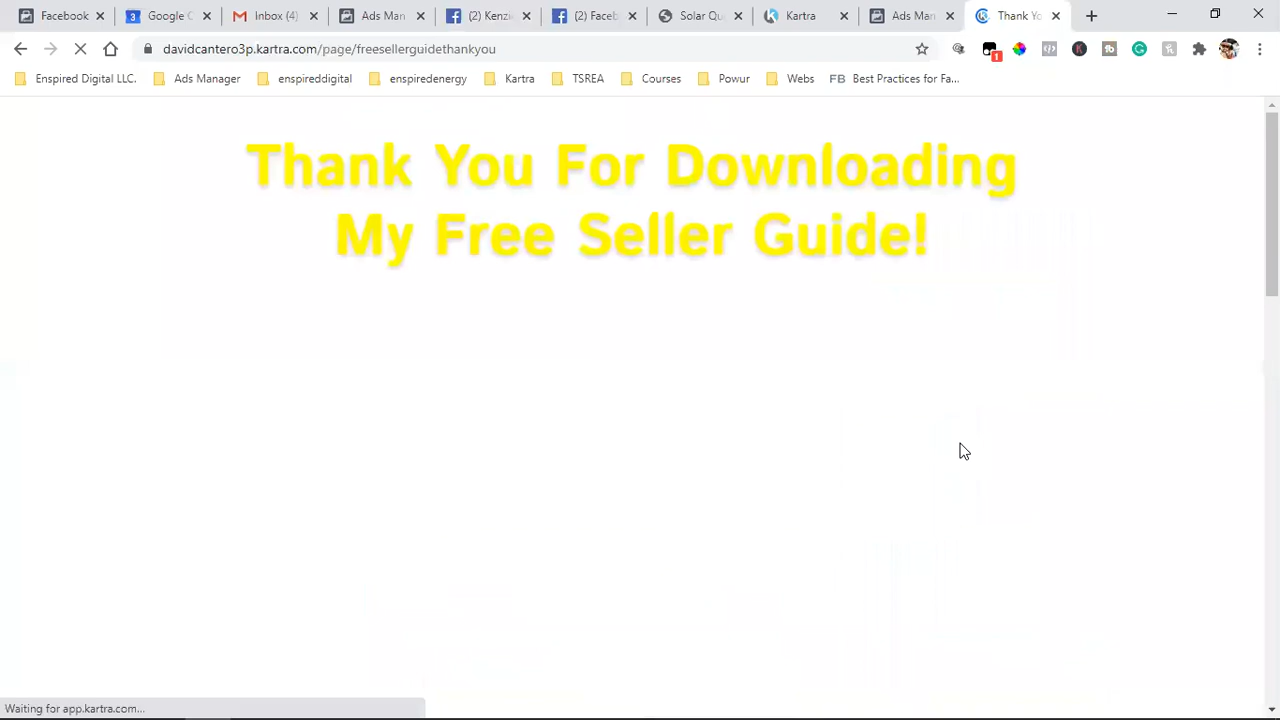 Facebook
Google C
Inbox (4)
Ads Man
(2) Kenzi
(2) Faceb
Solar Qu
Kartra
Ads Man
Thank Yo
davidcantero3p.kartra.com/page/freesellerguidethankyou
1
Enspired Digital LLC.
Ads Manager
enspireddigital
enspiredenergy
Kartra
TSREA
Courses
Powur
Webs
FB Best Practices for Fa...
Thank You For Downloading
My Free Seller Guide!
Waiting for app.kartra.com...